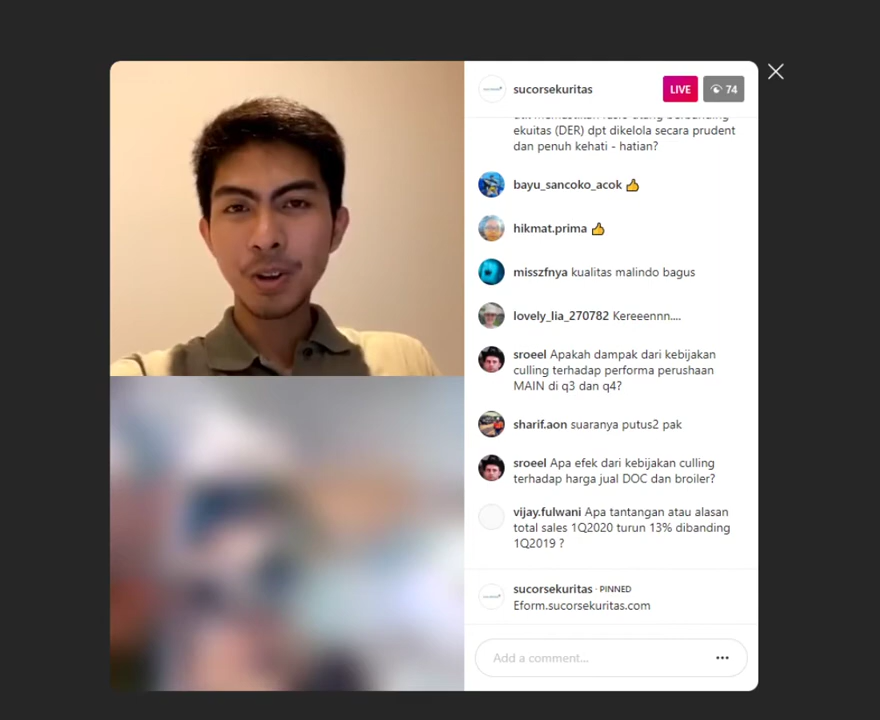 sucorsekuritas
LIVE
74
ekuitas (DER) dpt dikelola secara prudent
dan penuh kehati - hatian?
bayu_sancoko_acok 👍
hikmat.prima 👍
misszfnya kualitas malindo bagus
lovely_lia_270782 Kereeennn....
sroeel Apakah dampak dari kebijakan
culling terhadap performa perushaan
MAIN di q3 dan q4?
sharif.aon suaranya putus2 pak
sroeel Apa efek dari kebijakan culling
terhadap harga jual DOC dan broiler?
vijay.fulwani Apa tantangan atau alasan
total sales 1Q2020 turun 13% dibanding
1Q2019 ?
sucorsekuritas · PINNED
Eform.sucorsekuritas.com
Add a comment...